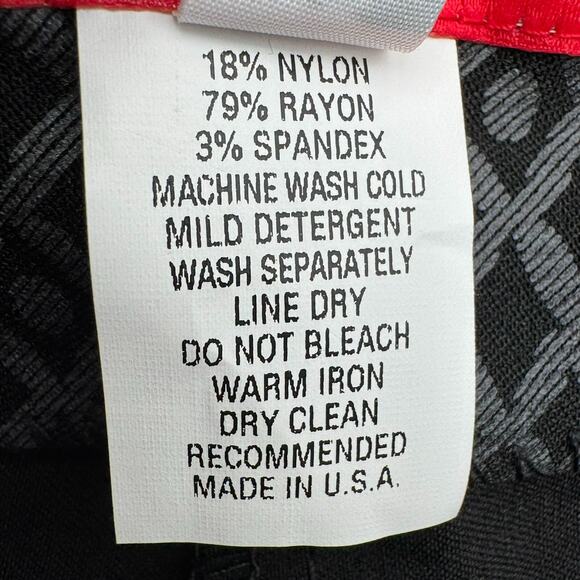 18% NYLON
79% RAYON
3% SPANDEX
MACHINE WASH COLD
MILD DETERGENT
WASH SEPARATELY
LINE DRY
DO NOT BLEACH
WARM IRON
DRY CLEAN
RECOMMENDED
MADE IN U.S.A.